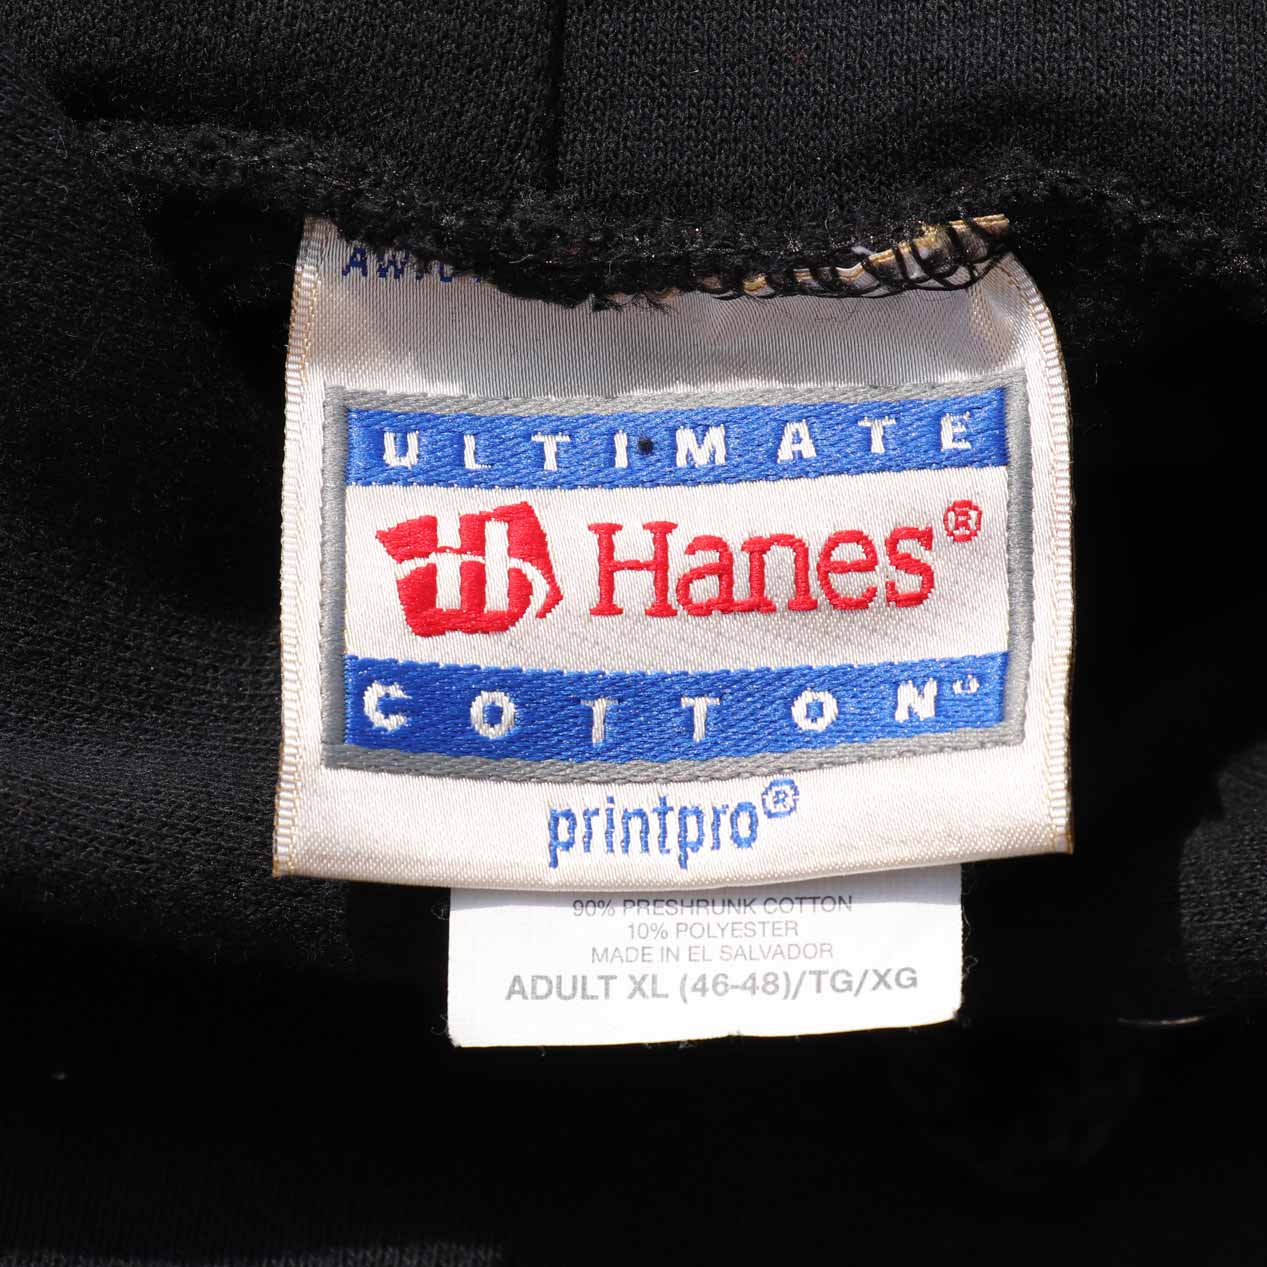 ULTIMATE
Hanes®
COTTON
printpro®
90% PRESHRUNK COTTON
10% POLYESTER
MADE IN EL SALVADOR
ADULT XL (46-48)/TG/XG